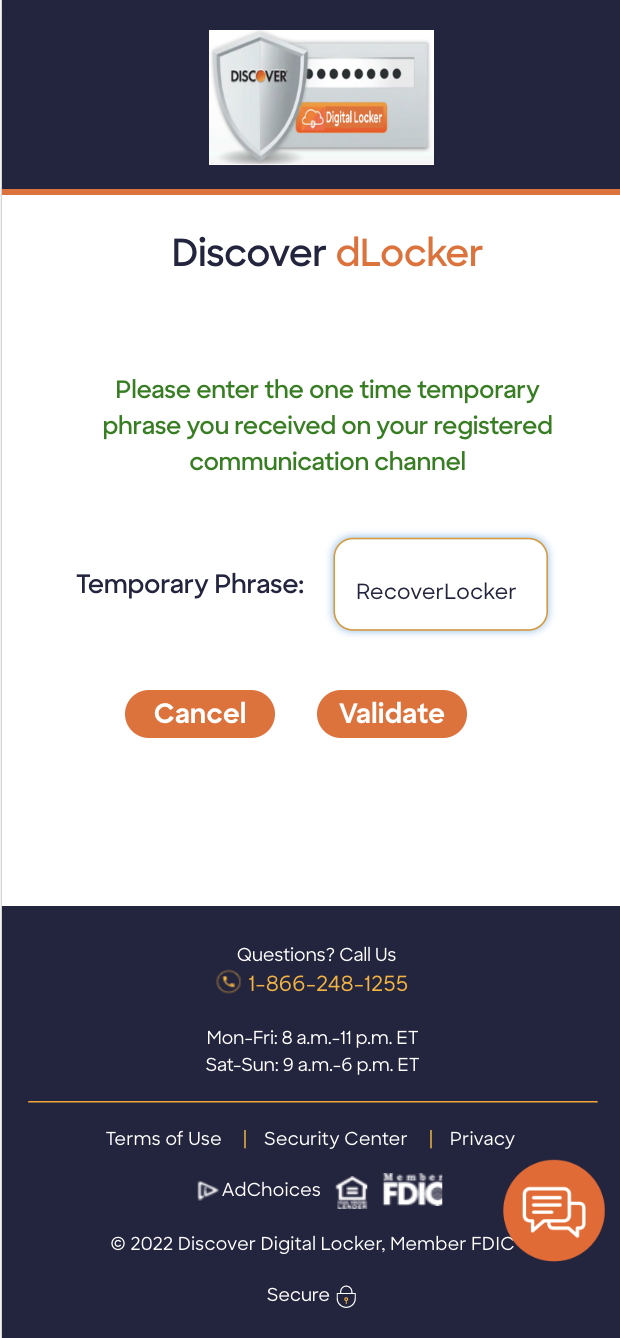 DISCOVER
Digital Locker
Discover dLocker
Please enter the one time temporary
phrase you received on your registered
communication channel
Temporary Phrase: RecoverLocker
Cancel Validate
Questions? Call Us
1-866-248-1255
Mon-Fri: 8 a.m.-11 p.m. ET
Sat-Sun: 9 a.m.-6 p.m. ET
Terms of Use | Security Center | Privacy
AdChoices
Member
FDIC
© 2022 Discover Digital Locker, Member FDIC
Secure